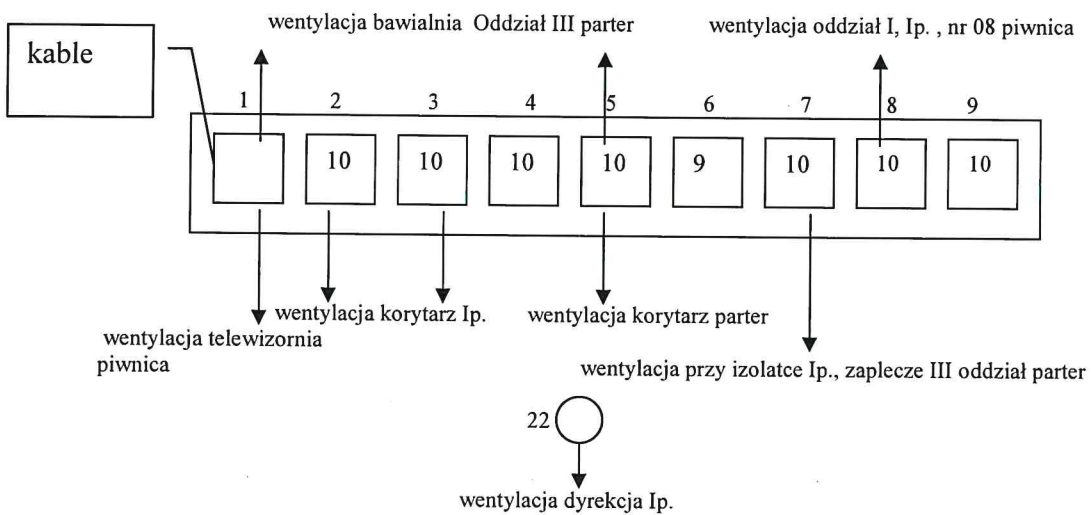 wentylacja bawialnia Oddział III parter
wentylacja oddział I, Ip. , nr 08 piwnica
kable
1 2 3 4 5 6 7 8 9
10 10 10 10 9 10 10 10
wentylacja korytarz Ip.
wentylacja korytarz parter
wentylacja telewizornia
piwnica
wentylacja przy izolatce Ip., zaplecze III oddział parter
22
wentylacja dyrekcja Ip.